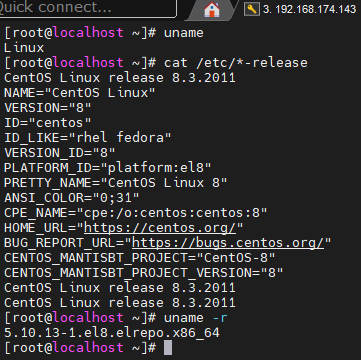 Quick connect...
3. 192.168.174.143
[root@localhost ~]# uname
Linux
[root@localhost ~]# cat /etc/*-release
CentOS Linux release 8.3.2011
NAME="CentOS Linux"
VERSION="8"
ID="centos"
ID_LIKE="rhel fedora"
VERSION_ID="8"
PLATFORM_ID="platform:el8"
PRETTY_NAME="CentOS Linux 8"
ANSI_COLOR="0;31"
CPE_NAME="cpe:/o:centos:centos:8"
HOME_URL="https://centos.org/"
BUG_REPORT_URL="https://bugs.centos.org/"
CENTOS_MANTISBT_PROJECT="CentOS-8"
CENTOS_MANTISBT_PROJECT_VERSION="8"
CentOS Linux release 8.3.2011
CentOS Linux release 8.3.2011
[root@localhost ~]# uname -r
5.10.13-1.el8.elrepo.x86_64
[root@localhost ~]#